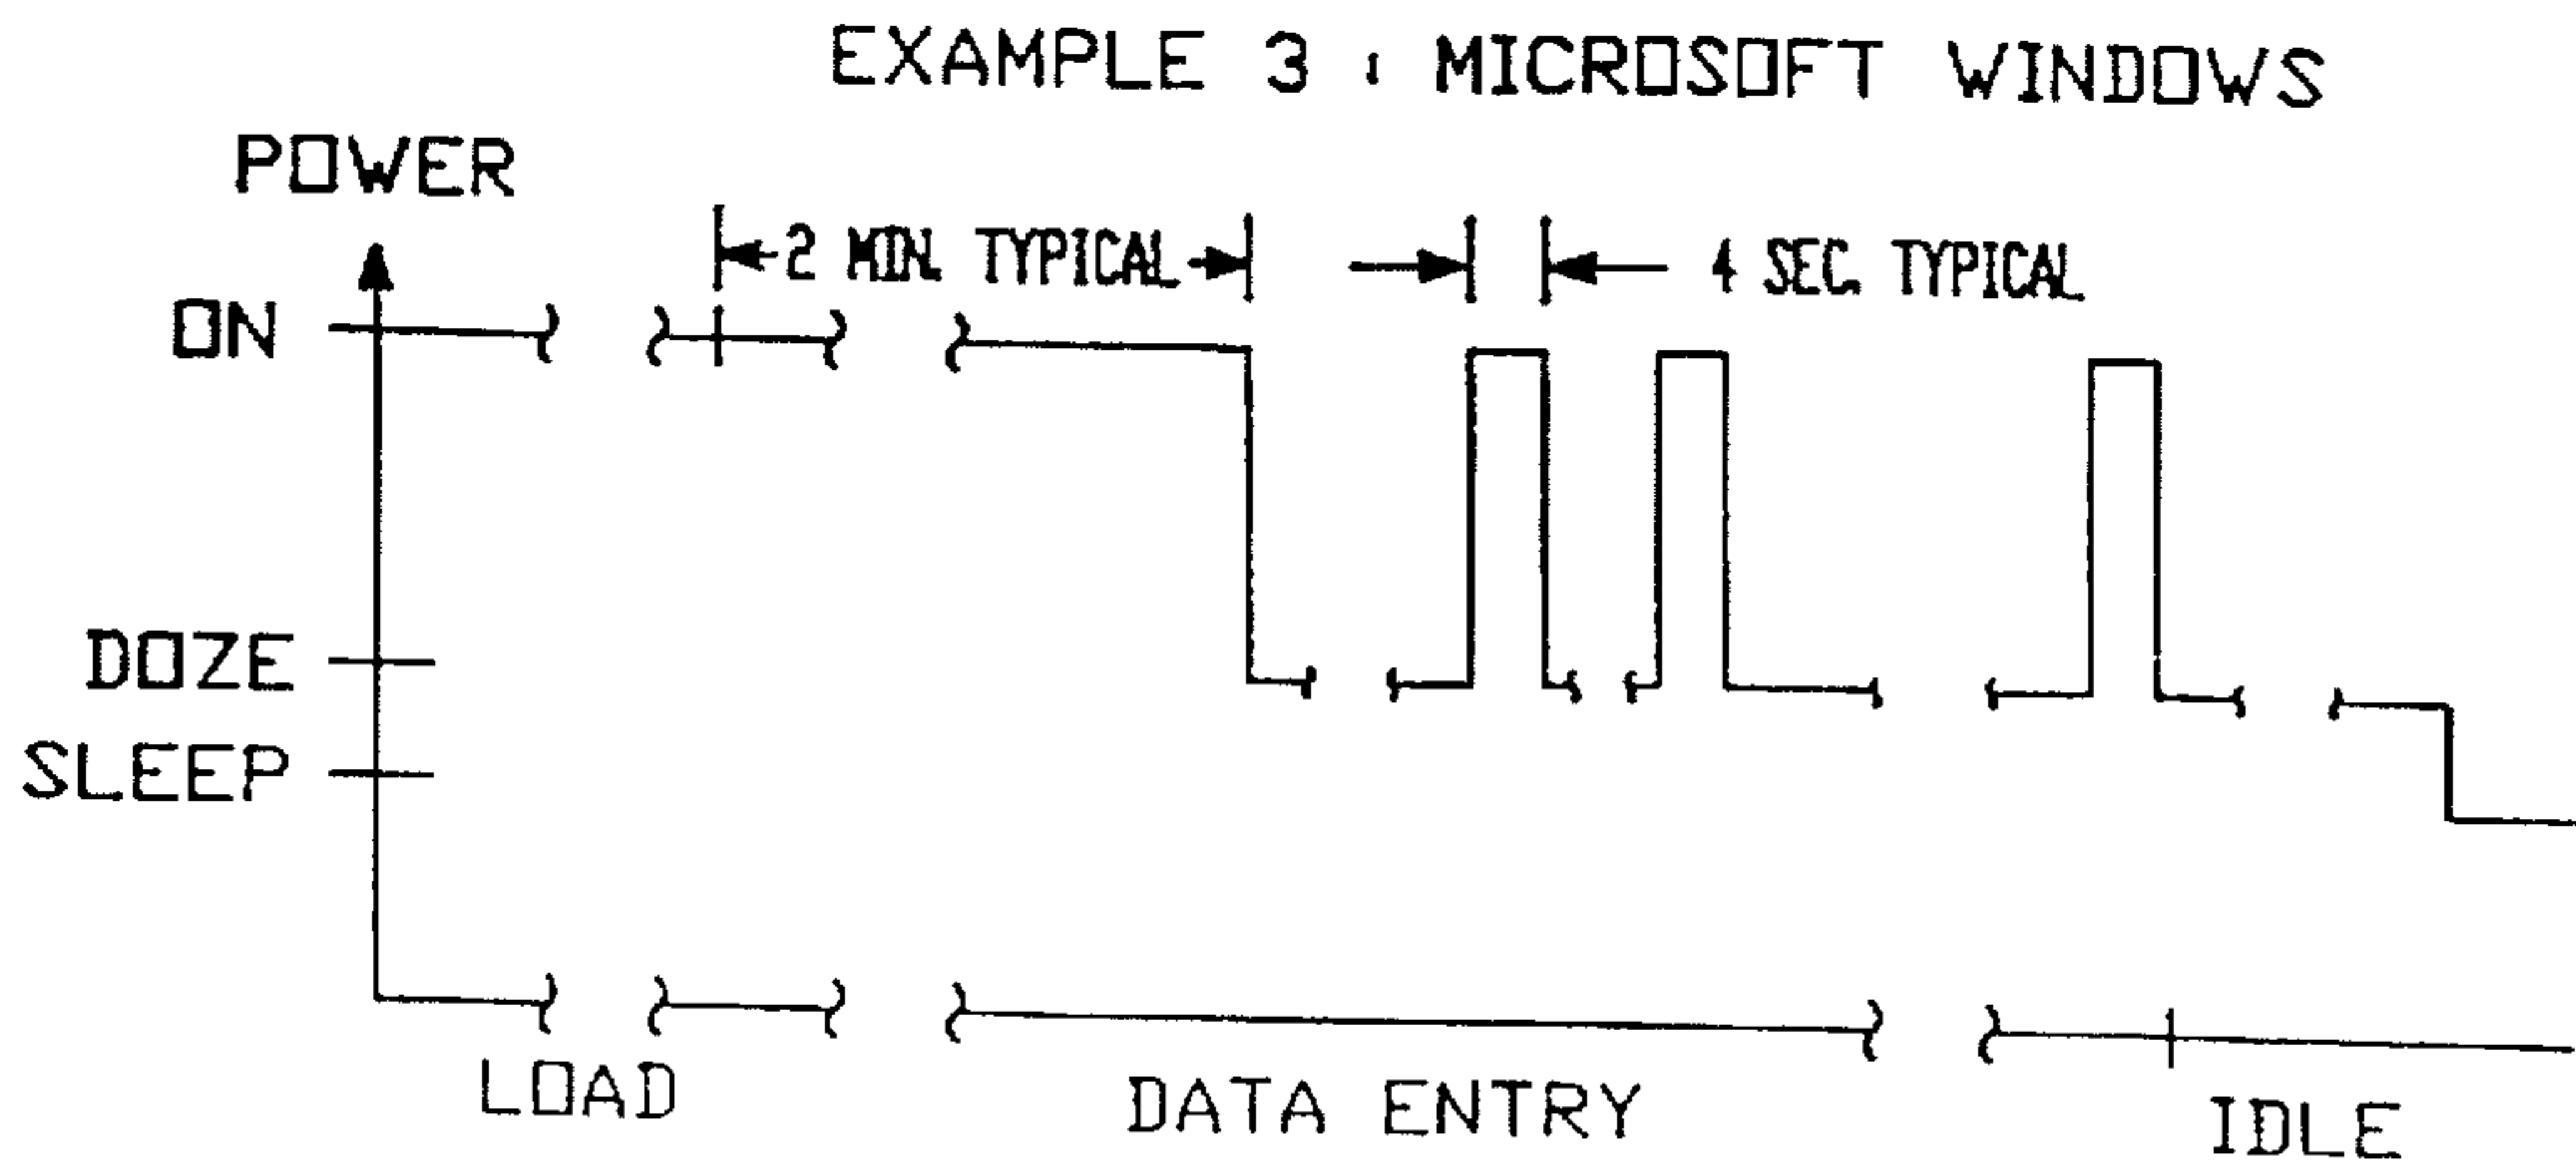 EXAMPLE 3 : MICROSOFT WINDOWS
POWER
2 MIN. TYPICAL
4 SEC. TYPICAL
ON
DOZE
SLEEP
LOAD
DATA ENTRY
IDLE